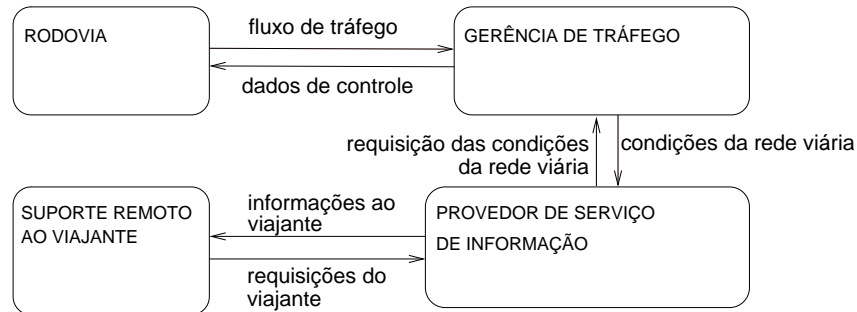 RODOVIA
fluxo de tráfego
dados de controle
GERÊNCIA DE TRÁFEGO
requisição das condições
da rede viária
condições da rede viária
SUPORTE REMOTO
AO VIAJANTE
informações ao
viajante
requisições do
viajante
PROVEDOR DE SERVIÇO
DE INFORMAÇÃO